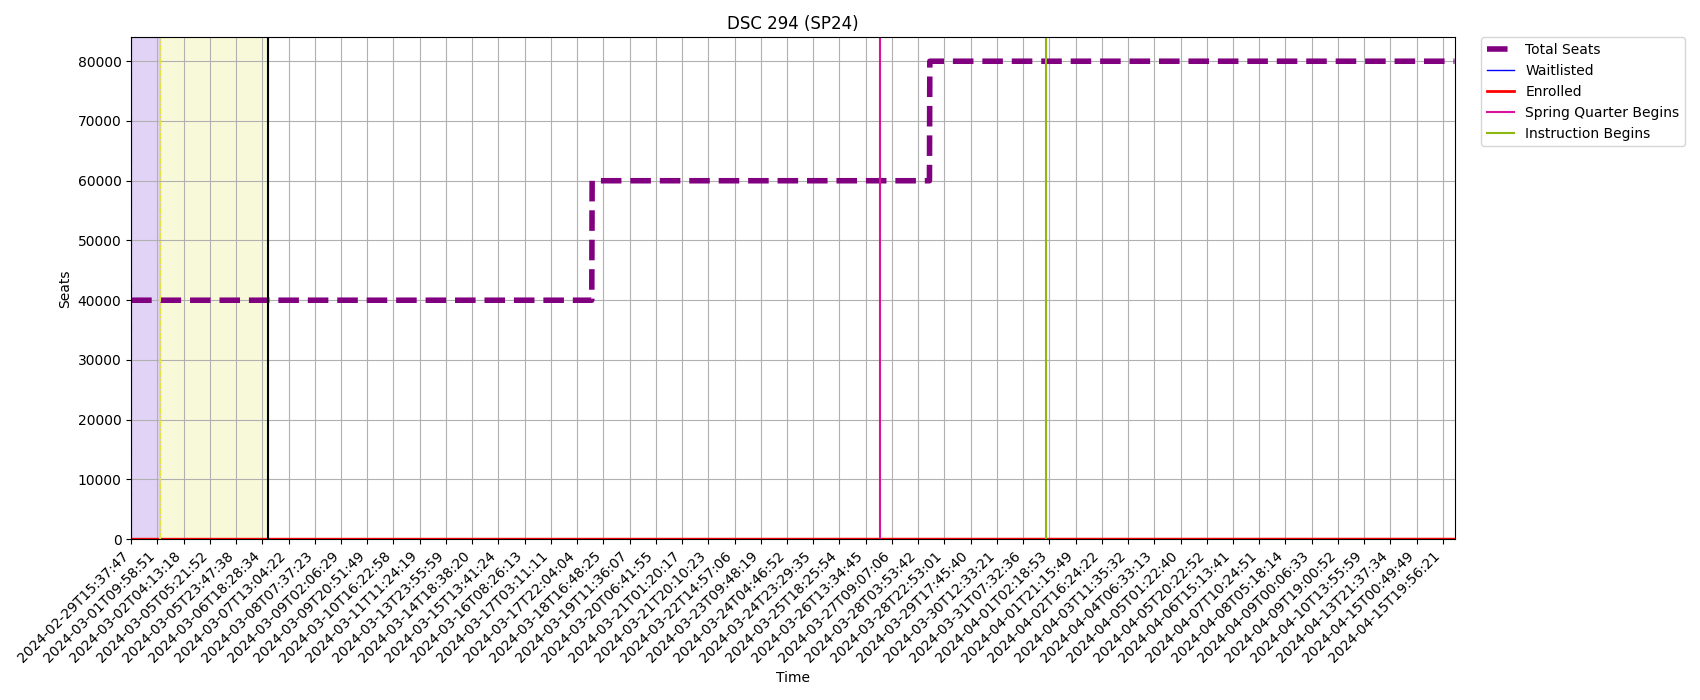 DSC 294 (SP24)
80000
70000
60000
50000
40000
30000
20000
10000
0
Seats
Total Seats
Waitlisted
Enrolled
Spring Quarter Begins
Instruction Begins
2024-02-29T15:37:47
2024-03-01T09:58:51
2024-03-02T04:13:18
2024-03-05T05:21:52
2024-03-05T23:47:38
2024-03-06T18:28:34
2024-03-07T13:04:22
2024-03-08T07:37:23
2024-03-09T02:06:29
2024-03-09T20:51:49
2024-03-10T16:22:58
2024-03-11T11:24:19
2024-03-13T23:55:59
2024-03-14T18:38:20
2024-03-15T13:41:24
2024-03-16T08:26:13
2024-03-17T03:11:11
2024-03-17T22:04:04
2024-03-18T16:48:25
2024-03-19T11:36:07
2024-03-20T06:41:55
2024-03-21T01:20:17
2024-03-21T20:10:23
2024-03-22T14:57:06
2024-03-23T09:48:19
2024-03-24T04:46:52
2024-03-24T23:29:35
2024-03-25T18:25:54
2024-03-26T13:34:45
2024-03-27T09:07:06
2024-03-28T03:53:42
2024-03-28T22:53:01
2024-03-29T17:45:40
2024-03-30T12:33:21
2024-03-31T07:32:36
2024-04-01T02:18:53
2024-04-01T21:15:49
2024-04-02T16:24:22
2024-04-03T11:35:32
2024-04-04T06:33:13
2024-04-05T01:22:40
2024-04-05T20:22:52
2024-04-06T15:13:41
2024-04-07T10:24:51
2024-04-08T05:18:14
2024-04-09T00:06:33
2024-04-09T19:00:52
2024-04-10T13:55:59
2024-04-13T21:37:34
2024-04-15T00:49:49
2024-04-15T19:56:21
Time